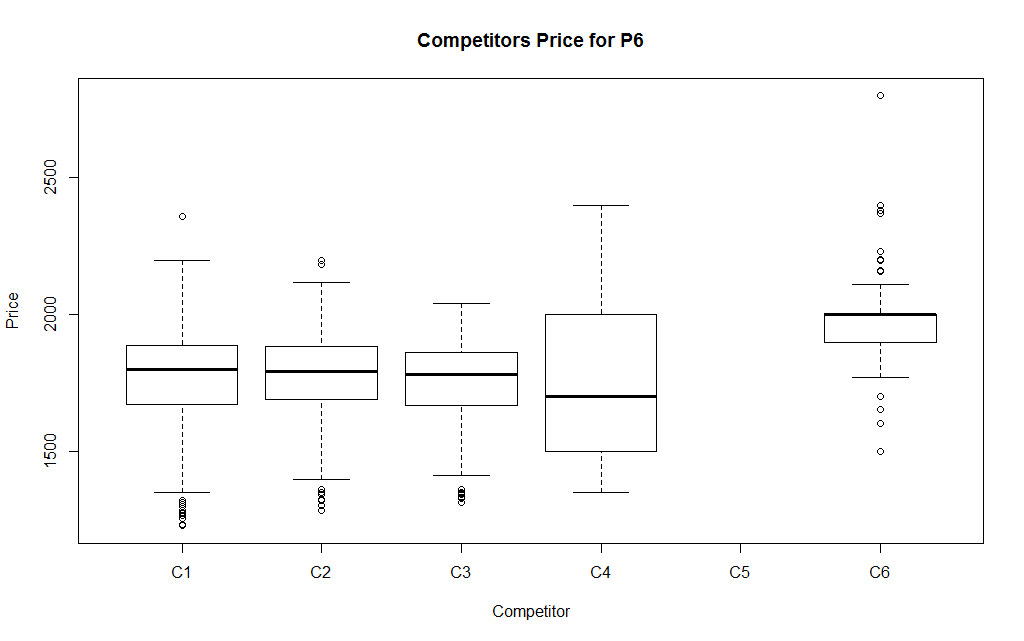 Competitors Price for P6
Price
2500
2000
1500
C1 C2 C3 C4 C5 C6
Competitor